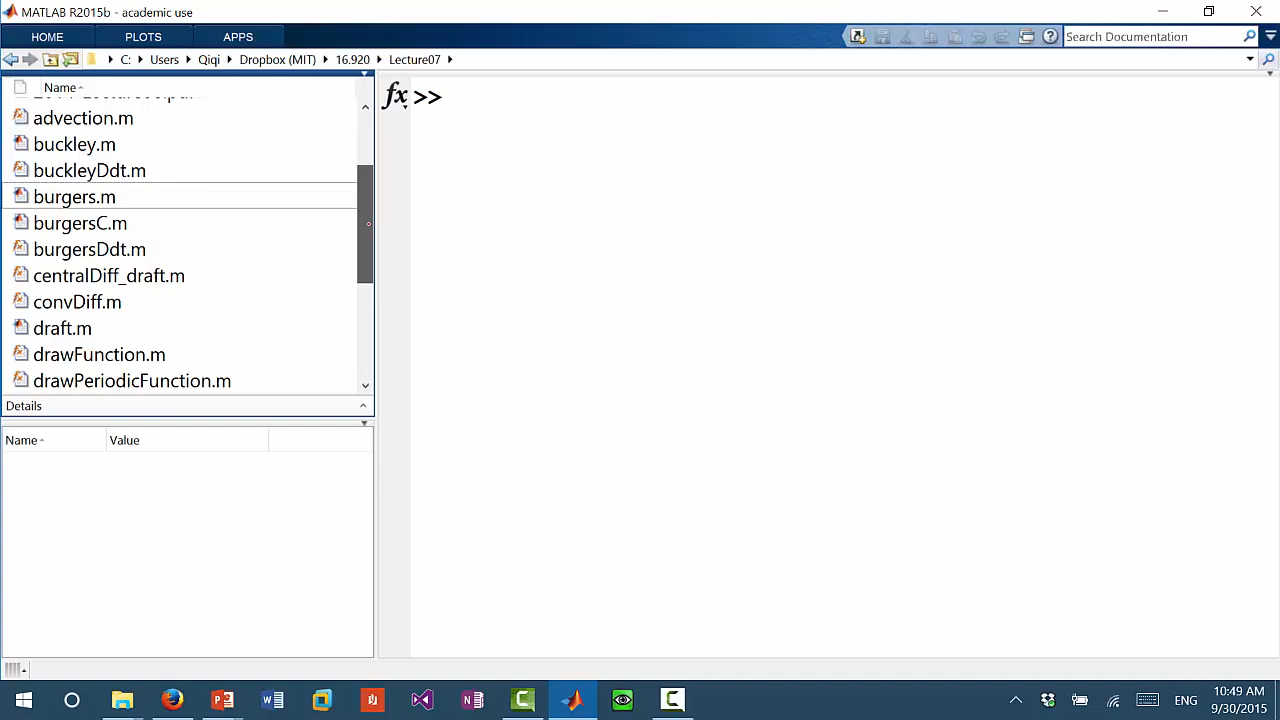 MATLAB R2015b - academic use
HOME PLOTS APPS Search Documentation
C: Users Qiqi Dropbox (MIT) 16.920 Lecture07
Name
fx >>
advection.m
buckley.m
buckleyDdt.m
burgers.m
burgersC.m
burgersDdt.m
centralDiff_draft.m
convDiff.m
draft.m
drawFunction.m
drawPeriodicFunction.m
Details
Name Value
ENG 10:49 AM
9/30/2015